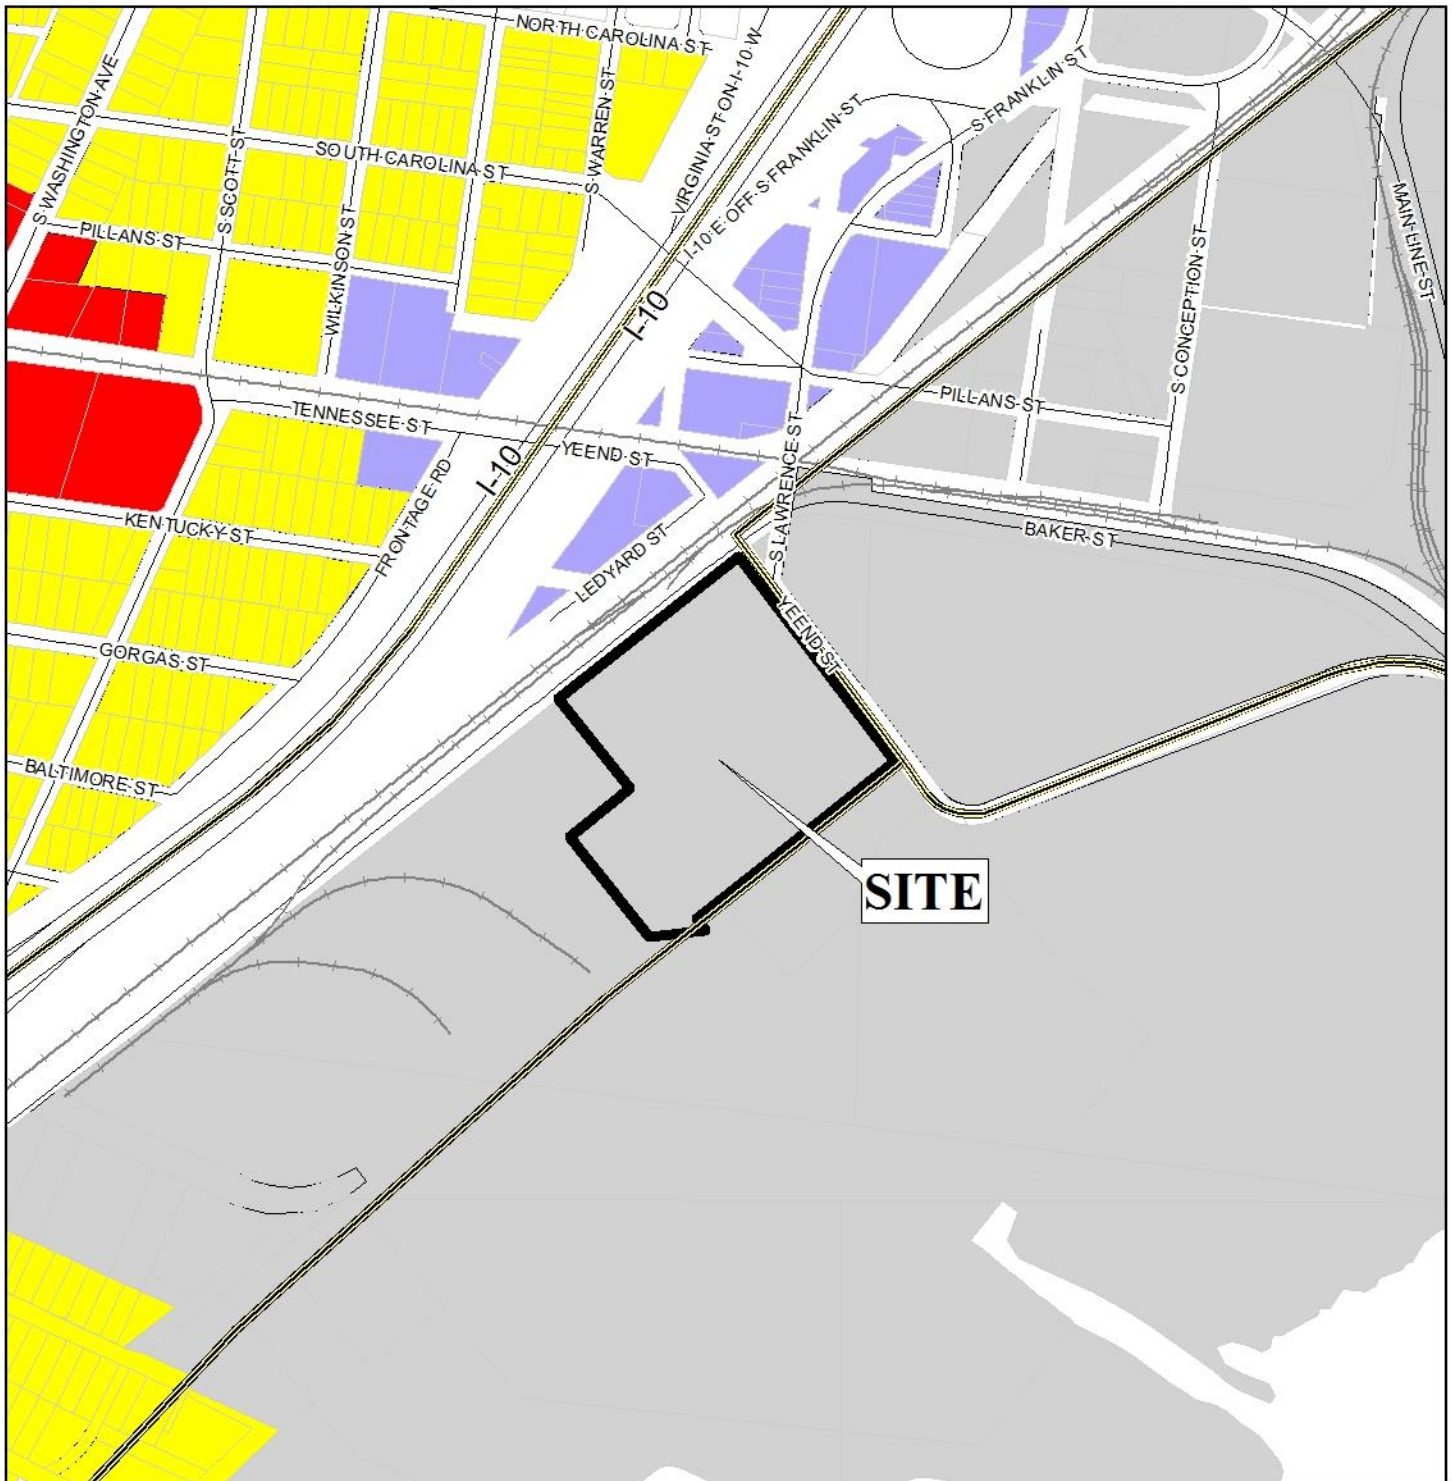 NORTH CAROLINA ST
S WASHINGTON AVE
S SCOTT ST
SOUTH CAROLINA ST
S WARREN ST
VIRGINIA ST ON I-10 W
I-10 E OFF S FRANKLIN ST
S FRANKLIN ST
PILLANS ST
WILKINSON ST
I-10
S CONCEPTION ST
MAIN LINE ST
PILLANS ST
TENNESSEE ST
YEEND ST
I-10
S LAWRENCE ST
FRONTAGE RD
KENTUCKY ST
LEDYARD ST
BAKER ST
YEEND ST
GORGAS ST
BALTIMORE ST
SITE